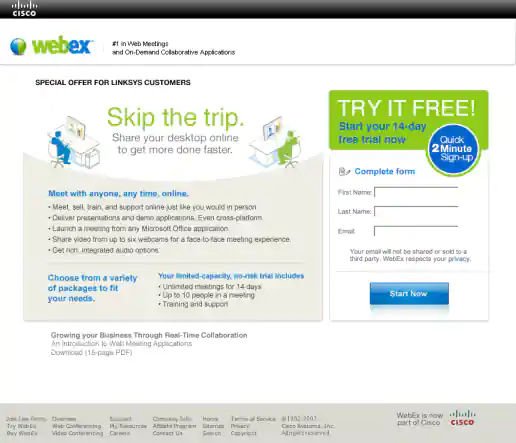 CISCO
webex
#1 in Web Meetings
and On-Demand Collaborative Applications
SPECIAL OFFER FOR LINKSYS CUSTOMERS
Skip the trip.
Share your desktop online
to get more done faster.
TRY IT FREE!
Start your 14-day
free trial now
Quick
2 Minute
Sign-up
Complete form
First Name:
Last Name:
Email
Your email will not be shared or sold to a
third party. WebEx respects your privacy.
Start Now
Meet with anyone, any time, online.
• Meet, sell, train, and support online just like you would in person
• Deliver presentations and demo applications. Even cross-platform
• Launch a meeting from any Microsoft Office application
• Share video from up to six webcams for a face-to-face meeting experience.
• Get rich, integrated audio options.
Choose from a variety
of packages to fit
your needs.
Your limited-capacity, no-risk trial includes
• Unlimited meetings for 14-days
• Up to 10 people in a meeting
• Training and support
Growing your Business Through Real-Time Collaboration
An Introduction to Web Meeting Applications
Download (15-page PDF)
Overview Support Company Info Home Terms of Service
Try WebEx Web Conferencing My Resources Affiliate Program Sitemap Privacy
Buy WebEx Video Conferencing Careers Contact Us Search Copyright All rights reserved.
WebEx is now
part of Cisco
CISCO